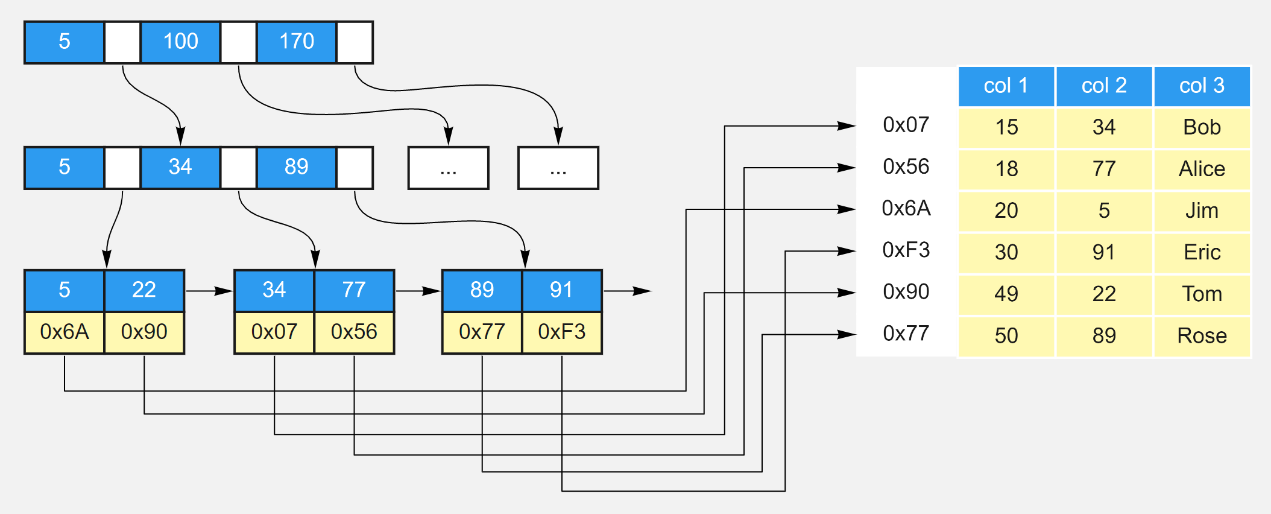 5 100 170
5 34 89 ... ...
5 22 34 77 89 91
0x6A 0x90 0x07 0x56 0x77 0xF3
col 1 col 2 col 3
0x07 15 34 Bob
0x56 18 77 Alice
0x6A 20 5 Jim
0xF3 30 91 Eric
0x90 49 22 Tom
0x77 50 89 Rose